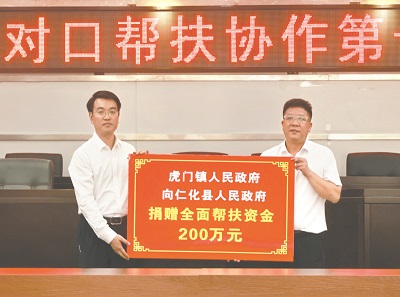 对口帮扶协作第
虎门镇人民政府
向仁化县人民政府
捐赠全面帮扶资金
200万元